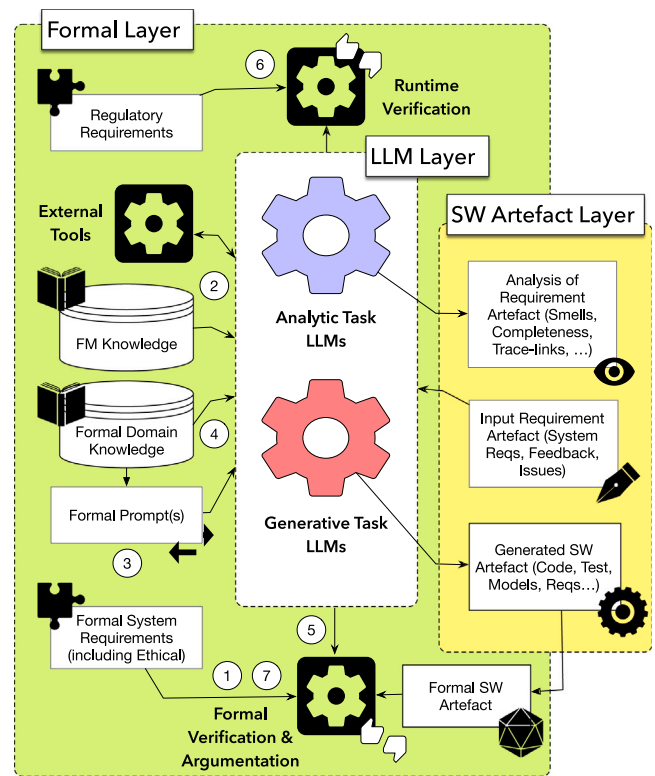 Formal Layer
6
Regulatory
Requirements
Runtime
Verification
LLM Layer
External
Tools
SW Artefact Layer
2
Analytic Task
LLMs
Analysis of
Requirement
Artefact (Smells,
Completeness,
Trace-links, ...)
FM Knowledge
Formal Domain
Knowledge
4
Input Requirement
Artefact (System
Reqs, Feedback,
Issues)
Formal Prompt(s)
3
Generative Task
LLMs
Generated SW
Artefact (Code, Test,
Models, Reqs...)
Formal System
Requirements
(including Ethical)
5
1
7
Formal
Verification &
Argumentation
Formal SW
Artefact